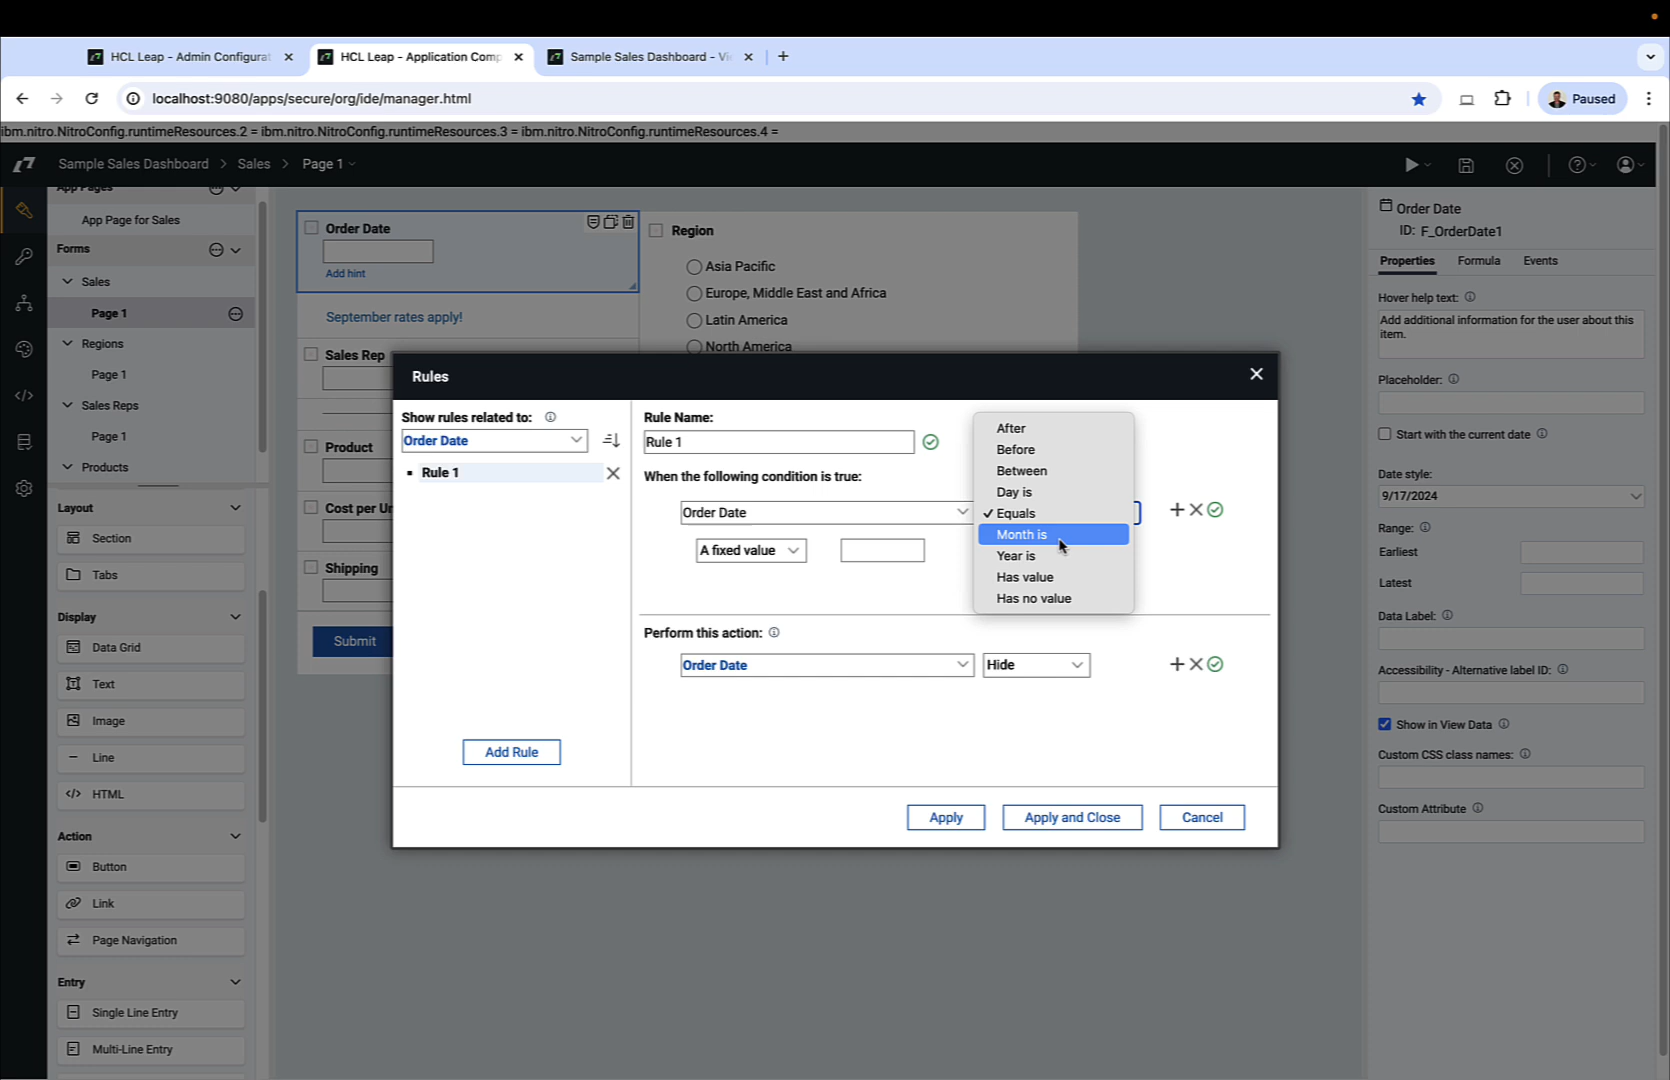 HCL Leap - Admin Configurat
HCL Leap - Application Comp
Sample Sales Dashboard - Vi
localhost:9080/apps/secure/org/ide/manager.html
Paused
ibm.nitro.NitroConfig.runtimeResources.2 = ibm.nitro.NitroConfig.runtimeResources.3 = ibm.nitro.NitroConfig.runtimeResources.4 =
Sample Sales Dashboard > Sales > Page 1
App Pages
App Page for Sales
Forms
Sales
Page 1
Regions
Page 1
Sales Reps
Page 1
Products
Layout
Section
Tabs
Display
Data Grid
Text
Image
Line
HTML
Action
Button
Link
Page Navigation
Entry
Single Line Entry
Multi-Line Entry
Order Date
Add hint
September rates apply!
Sales Rep
Product
Cost per Un
Shipping
Submit
Region
Asia Pacific
Europe, Middle East and Africa
Latin America
North America
Rules
Show rules related to:
Order Date
Rule 1
Add Rule
Rule Name:
Rule 1
When the following condition is true:
Order Date
A fixed value
After
Before
Between
Day is
✓ Equals
Month is
Year is
Has value
Has no value
Perform this action:
Order Date
Hide
Apply
Apply and Close
Cancel
Order Date
ID: F_OrderDate1
Properties
Formula
Events
Hover help text:
Add additional information for the user about this
item.
Placeholder:
Start with the current date
Date style:
9/17/2024
Range:
Earliest
Latest
Data Label:
Accessibility - Alternative label ID:
Show in View Data
Custom CSS class names:
Custom Attribute